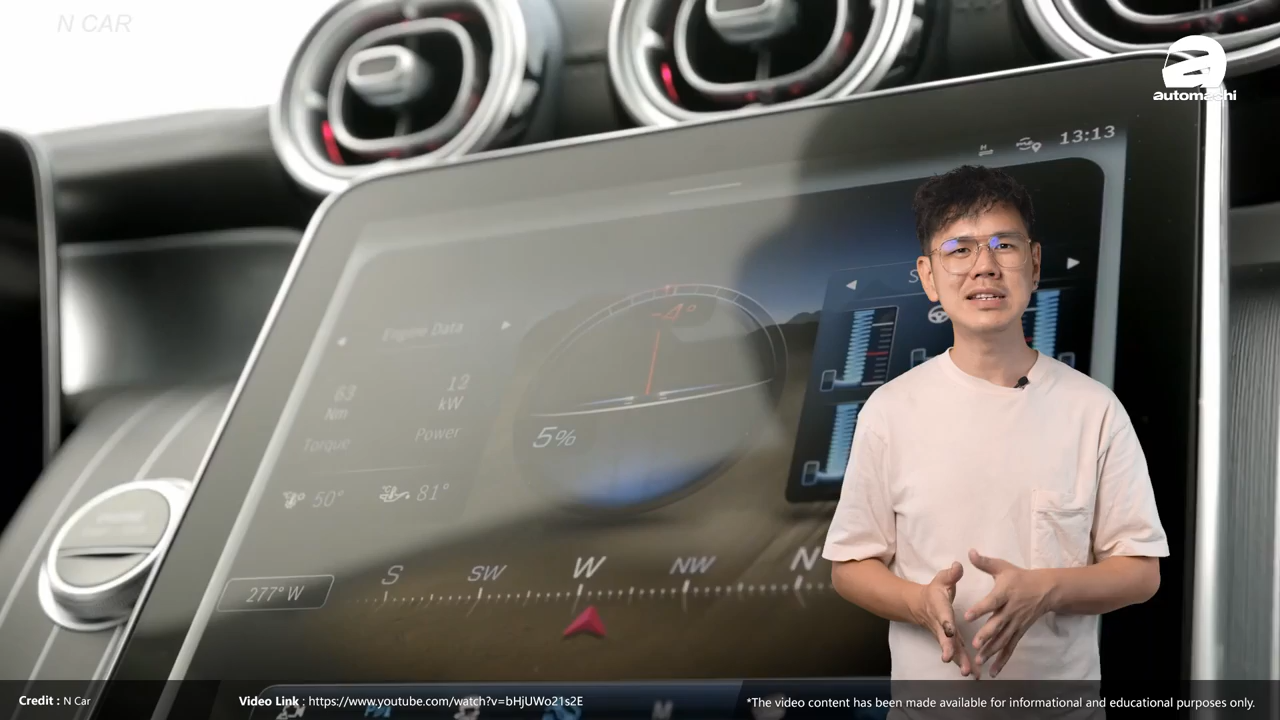 N CAR
automachi
13:13
Engine Data
-4°
63
Nm
Torque
12
kW
Power
5%
50°
81°
S
SW
W
NW
N
277° W
Credit : N Car
Video Link : https://www.youtube.com/watch?v=bHjUWo21s2E
*The video content has been made available for informational and educational purposes only.